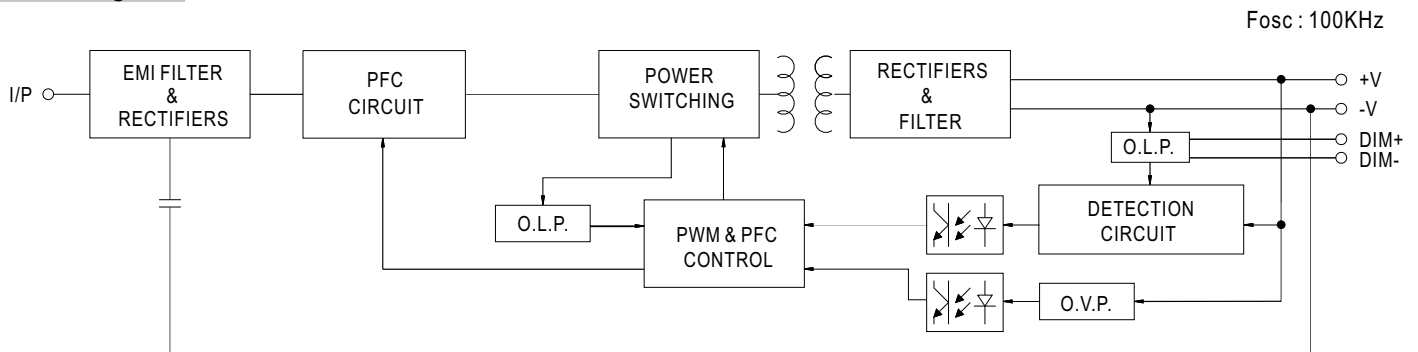 Fosc : 100KHz
I/P
EMI FILTER
&
RECTIFIERS
PFC
CIRCUIT
POWER
SWITCHING
RECTIFIERS
&
FILTER
+V
-V
DIM+
DIM-
O.L.P.
DETECTION
CIRCUIT
O.L.P.
PWM & PFC
CONTROL
O.V.P.